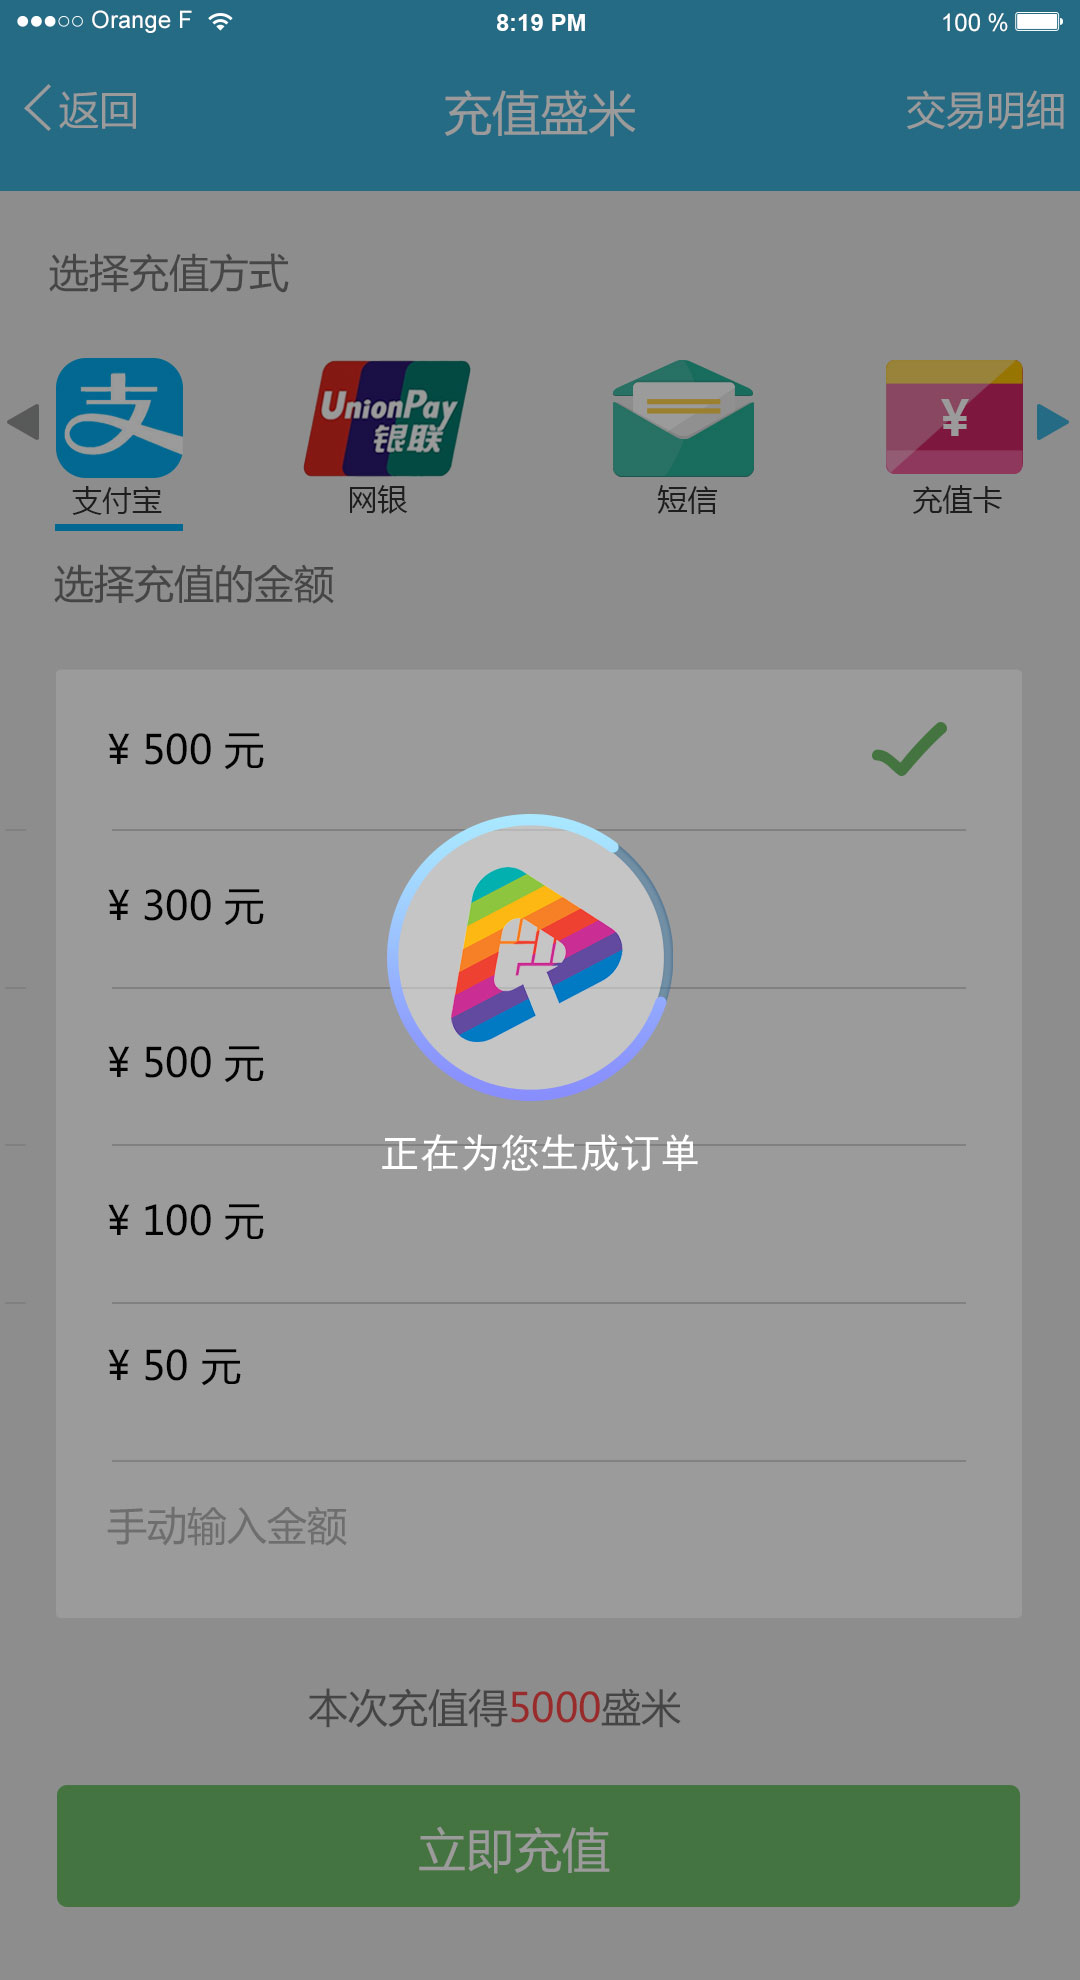 Orange F 8:19 PM 100 %
返回 充值盛米 交易明细
选择充值方式
支
UnionPay
银联
¥
支付宝 网银 短信 充值卡
选择充值的金额
¥ 500 元
¥ 300 元
¥ 500 元
正在为您生成订单
¥ 100 元
¥ 50 元
手动输入金额
本次充值得5000盛米
立即充值